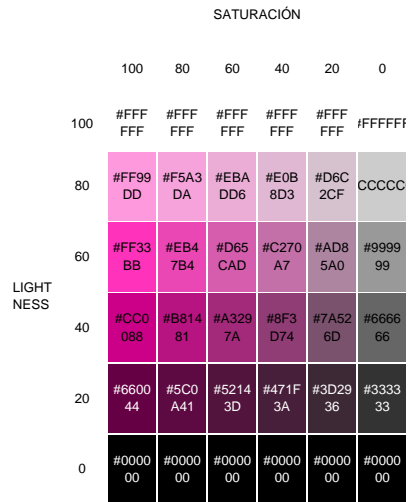 SATURACIÓN
100 80 60 40 20 0
100 #FFF #FFF #FFF #FFF #FFF #FFFFFF
FFF FFF FFF FFF FFF
80 #FF99 #F5A3 #EBA #E0B #D6C CCCCC
DD DA DD6 8D3 2CF
60 #FF33 #EB4 #D65 #C270 #AD8 #9999
BB 7B4 CAD A7 5A0 99
LIGHT
NESS
40 #CC0 #B814 #A329 #8F3 #7A52 #6666
088 81 7A D74 6D 66
20 #6600 #5C0 #5214 #471F #3D29 #3333
44 A41 3D 3A 36 33
0 #0000 #0000 #0000 #0000 #0000 #0000
00 00 00 00 00 00